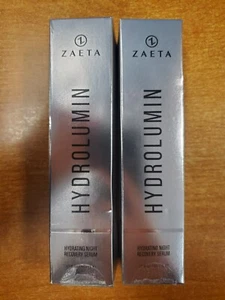 ZAETA
HYDROLUMIN
HYDRATING NIGHT
RECOVERY SERUM
ZAETA
HYDROLUMIN
HYDRATING NIGHT
RECOVERY SERUM